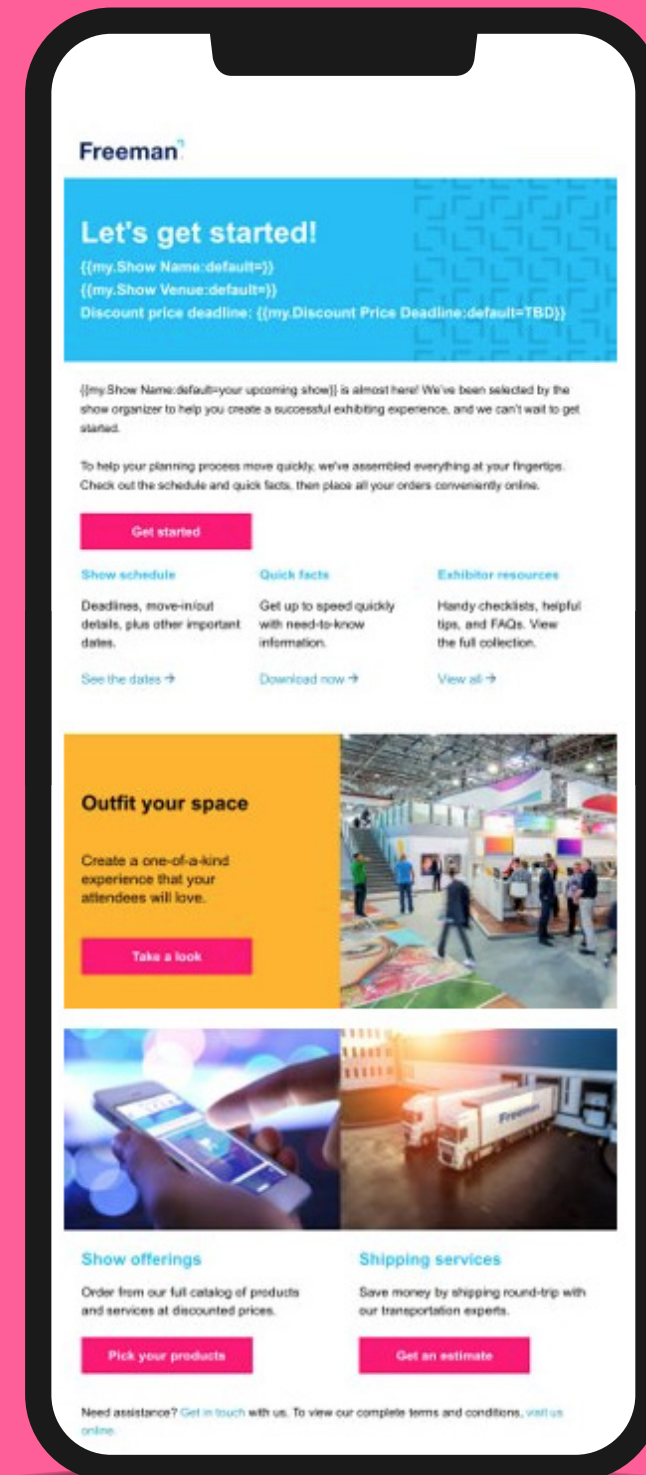 Freeman
Let's get started!
{{my.Show Name:default=}}
{{my.Show Venue:default=}}
Discount price deadline: {{my.Discount Price Deadline:default=TBD}}
{{my.Show Name:default=your upcoming show}} is almost here! We've been selected by the
show organizer to help you create a successful exhibiting experience, and we can't wait to get
started.
To help your planning process move quickly, we've assembled everything at your fingertips.
Check out the schedule and quick facts, then place all your orders conveniently online.
Get started
Show schedule
Deadlines, move-in/out
details, plus other important
dates.
See the dates →
Quick facts
Get up to speed quickly
with need-to-know
information.
Download now →
Exhibitor resources
Handy checklists, helpful
tips, and FAQs. View
the full collection.
View all →
Outfit your space
Create a one-of-a-kind
experience that your
attendees will love.
Take a look
Freeman
Show offerings
Order from our full catalog of products
and services at discounted prices.
Pick your products
Shipping services
Save money by shipping round-trip with
our transportation experts.
Get an estimate
Need assistance? Get in touch with us. To view our complete terms and conditions, visit us
online.